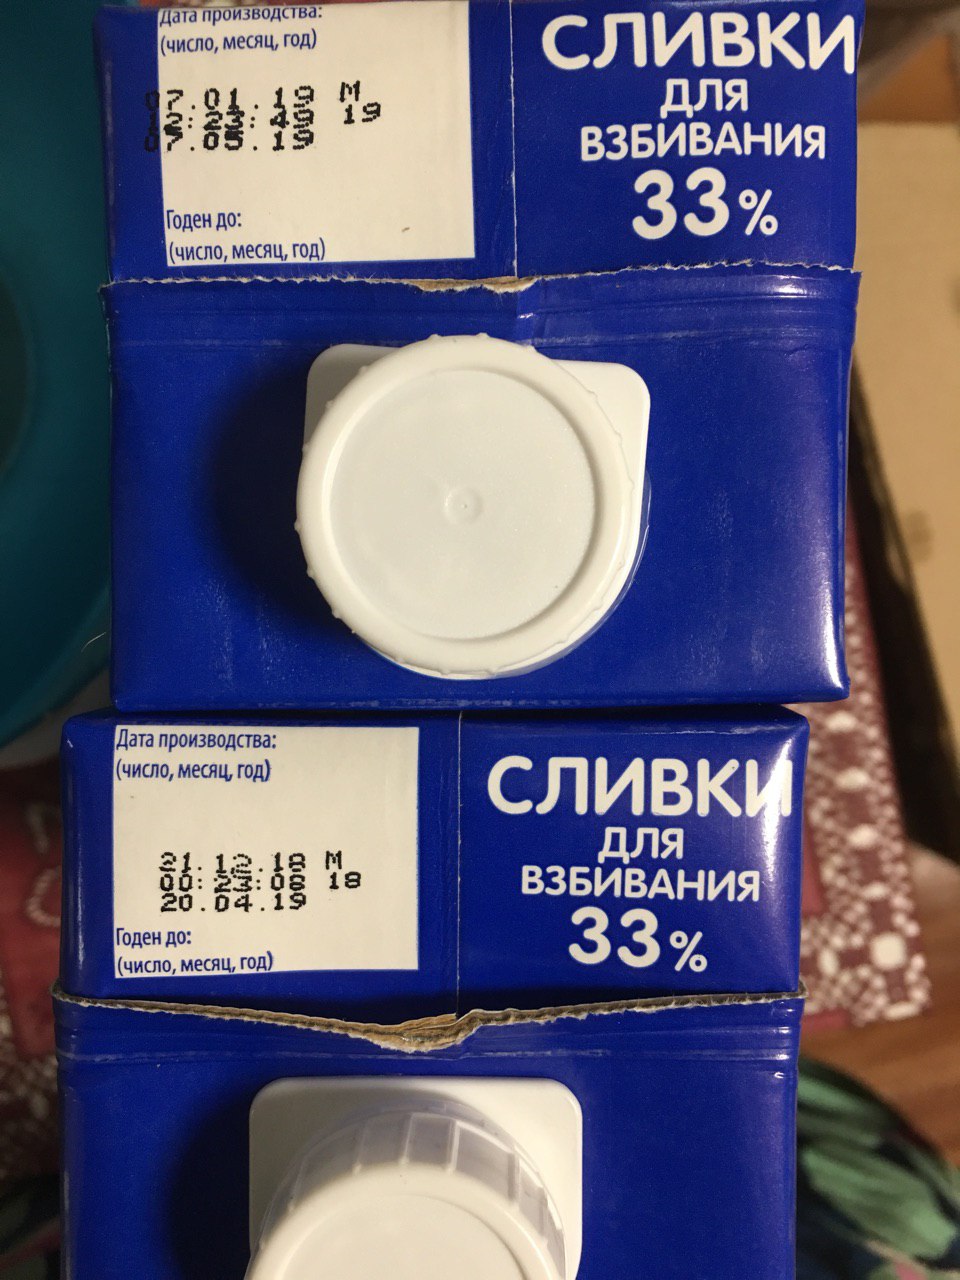 Дата производства:
(число, месяц, год)
07.01.19 М
12:23:49 19
07.05.19
Годен до:
(число, месяц, год)
СЛИВКИ
ДЛЯ
ВЗБИВАНИЯ
33%
Дата производства:
(число, месяц, год)
21.12.18 М
00:23:08 18
20.04.19
Годен до:
(число, месяц, год)
СЛИВКИ
ДЛЯ
ВЗБИВАНИЯ
33%